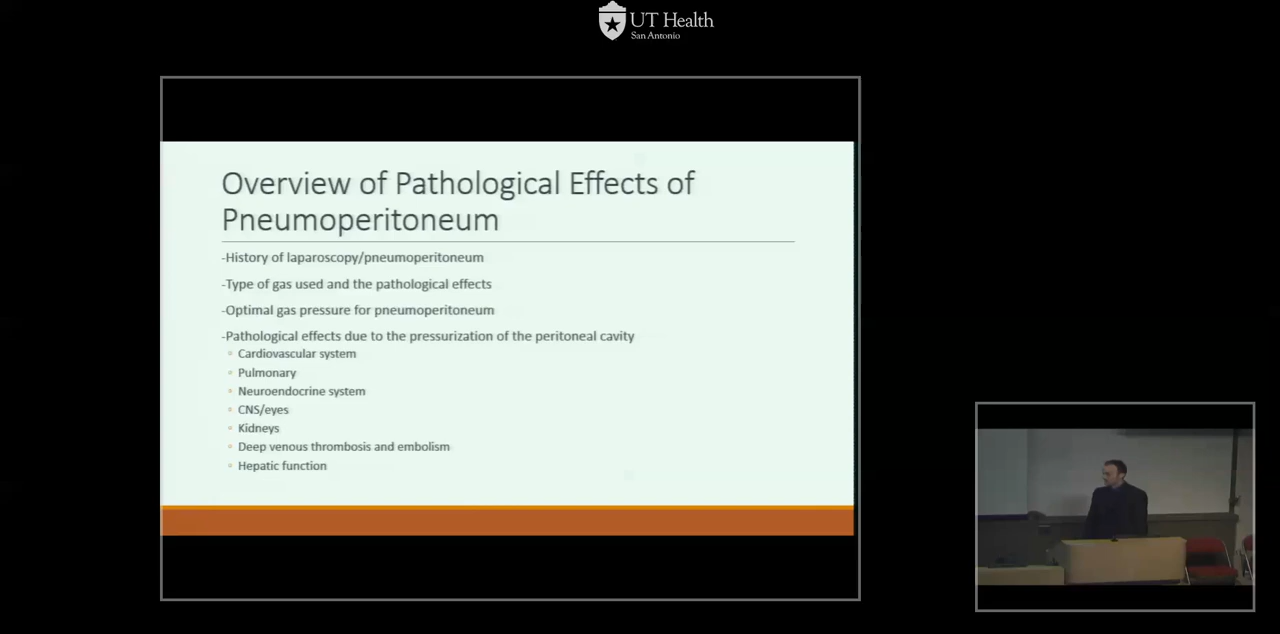 UT Health
San Antonio
Overview of Pathological Effects of
Pneumoperitoneum
-History of laparoscopy/pneumoperitoneum
-Type of gas used and the pathological effects
-Optimal gas pressure for pneumoperitoneum
-Pathological effects due to the pressurization of the peritoneal cavity
Cardiovascular system
Pulmonary
Neuroendocrine system
CNS/eyes
Kidneys
Deep venous thrombosis and embolism
Hepatic function